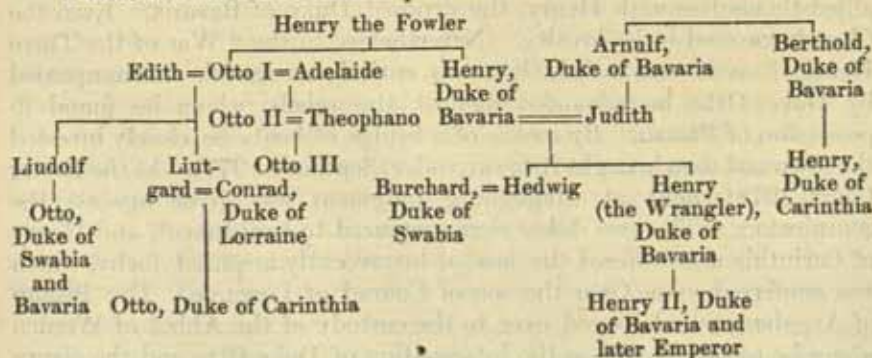 Henry the Fowler
Arnulf, Berthold,
Edith = Otto I = Adelaide Henry, Duke of Bavaria Duke of
Duke of Bavaria
Otto II = Theophano Bavaria == Judith
Liudolf Liut- Otto III Henry,
gard = Conrad, Burchard, = Hedwig Henry Duke of
Otto, Duke of Duke of (the Wrangler), Carinthia
Duke of Lorraine Swabia Duke of
Swabia Bavaria
and
Bavaria Otto, Duke of Carinthia Henry II, Duke
of Bavaria and
later Emperor